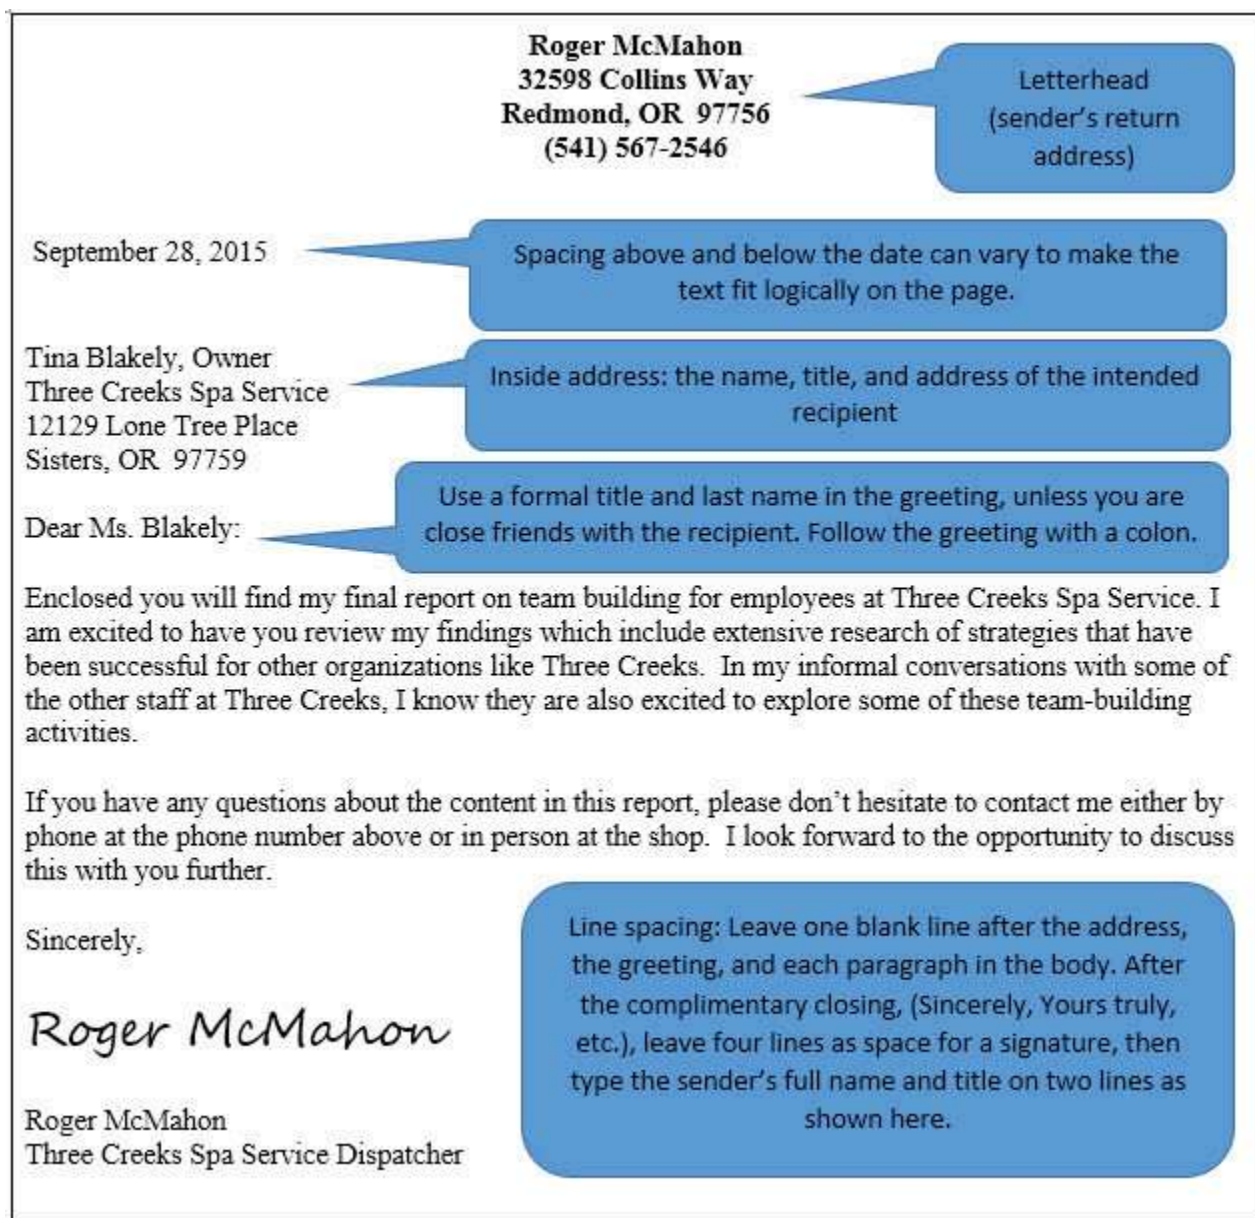 Roger McMahon
32598 Collins Way
Redmond, OR  97756
(541) 567-2546
Letterhead
(sender’s return
address)
September 28, 2015
Spacing above and below the date can vary to make the
text fit logically on the page.
Tina Blakely, Owner
Three Creeks Spa Service
12129 Lone Tree Place
Sisters, OR  97759
Inside address: the name, title, and address of the intended
recipient
Dear Ms. Blakely:
Use a formal title and last name in the greeting, unless you are
close friends with the recipient. Follow the greeting with a colon.
Enclosed you will find my final report on team building for employees at Three Creeks Spa Service. I
am excited to have you review my findings which include extensive research of strategies that have
been successful for other organizations like Three Creeks.  In my informal conversations with some of
the other staff at Three Creeks, I know they are also excited to explore some of these team-building
activities.
If you have any questions about the content in this report, please don’t hesitate to contact me either by
phone at the phone number above or in person at the shop.  I look forward to the opportunity to discuss
this with you further.
Sincerely,
Roger McMahon
Roger McMahon
Three Creeks Spa Service Dispatcher
Line spacing: Leave one blank line after the address,
the greeting, and each paragraph in the body. After
the complimentary closing, (Sincerely, Yours truly,
etc.), leave four lines as space for a signature, then
type the sender’s full name and title on two lines as
shown here.